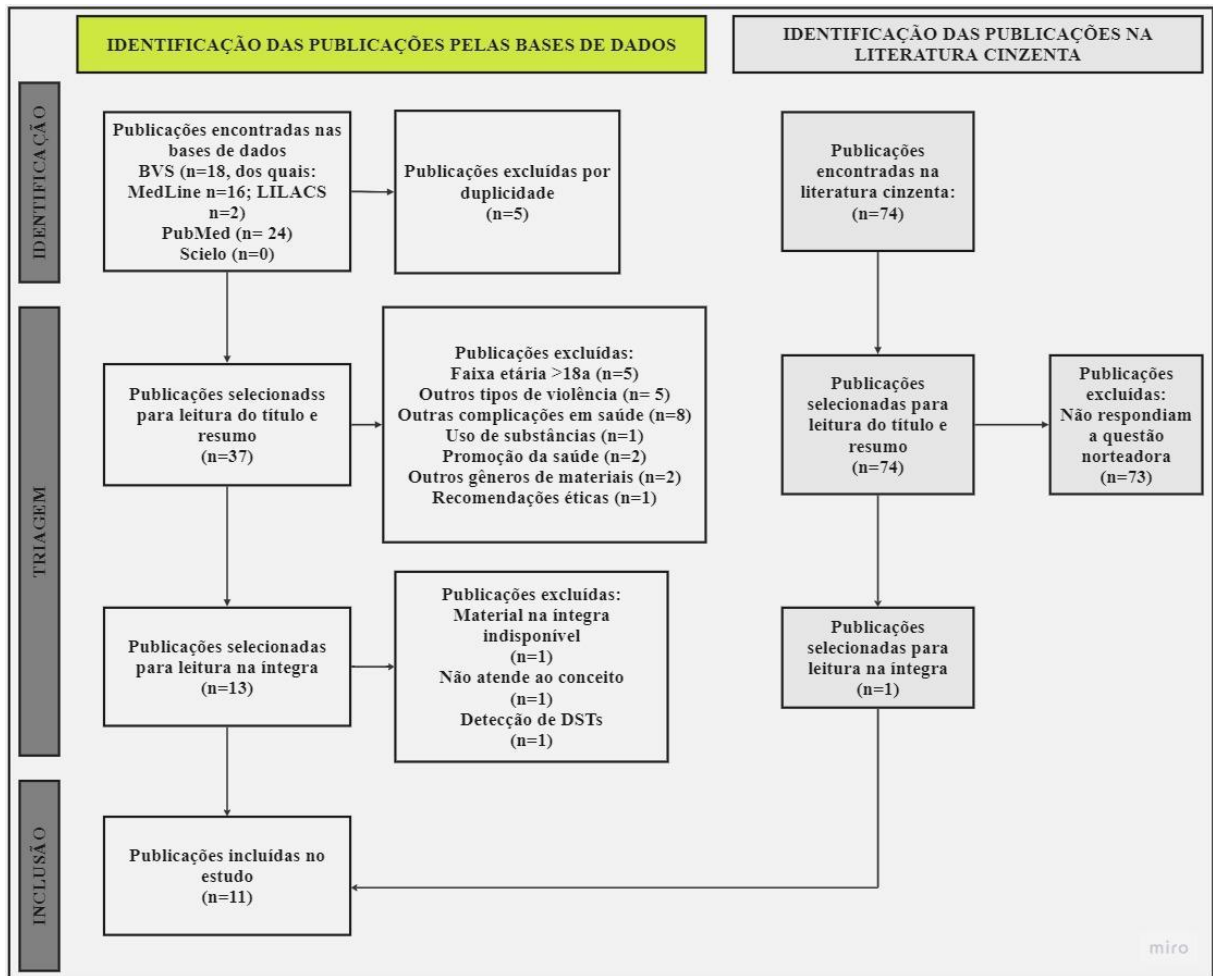 IDENTIFICAÇÃO DAS PUBLICAÇÕES PELAS BASES DE DADOS
IDENTIFICAÇÃO DAS PUBLICAÇÕES NA
LITERATURA CINZENTA
IDENTIFICAÇÃO
Publicações encontradas nas
bases de dados
BVS (n=18, dos quais:
MedLine n=16; LILACS
n=2)
PubMed (n= 24)
Scielo (n=0)
Publicações excluídas por
duplicidade
(n=5)
Publicações
encontradas na
literatura cinzenta:
(n=74)
TRIAGEM
Publicações selecionadss
para leitura do título e
resumo
(n=37)
Publicações excluídas:
Faixa etária >18a (n=5)
Outros tipos de violência (n= 5)
Outras complicações em saúde (n=8)
Uso de substâncias (n=1)
Promoção da saúde (n=2)
Outros gêneros de materiais (n=2)
Recomendações éticas (n=1)
Publicações
selecionadas para
leitura do título e
resumo
(n=74)
Publicações
excluídas:
Não respondiam
a questão
norteadora
(n=73)
Publicações selecionadas
para leitura na íntegra
(n=13)
Publicações excluídas:
Material na íntegra
indisponível
(n=1)
Não atende ao conceito
(n=1)
Detecção de DSTs
(n=1)
Publicações
selecionadas para
leitura na íntegra
(n=1)
INCLUSÃO
Publicações incluídas no
estudo
(n=11)
miro